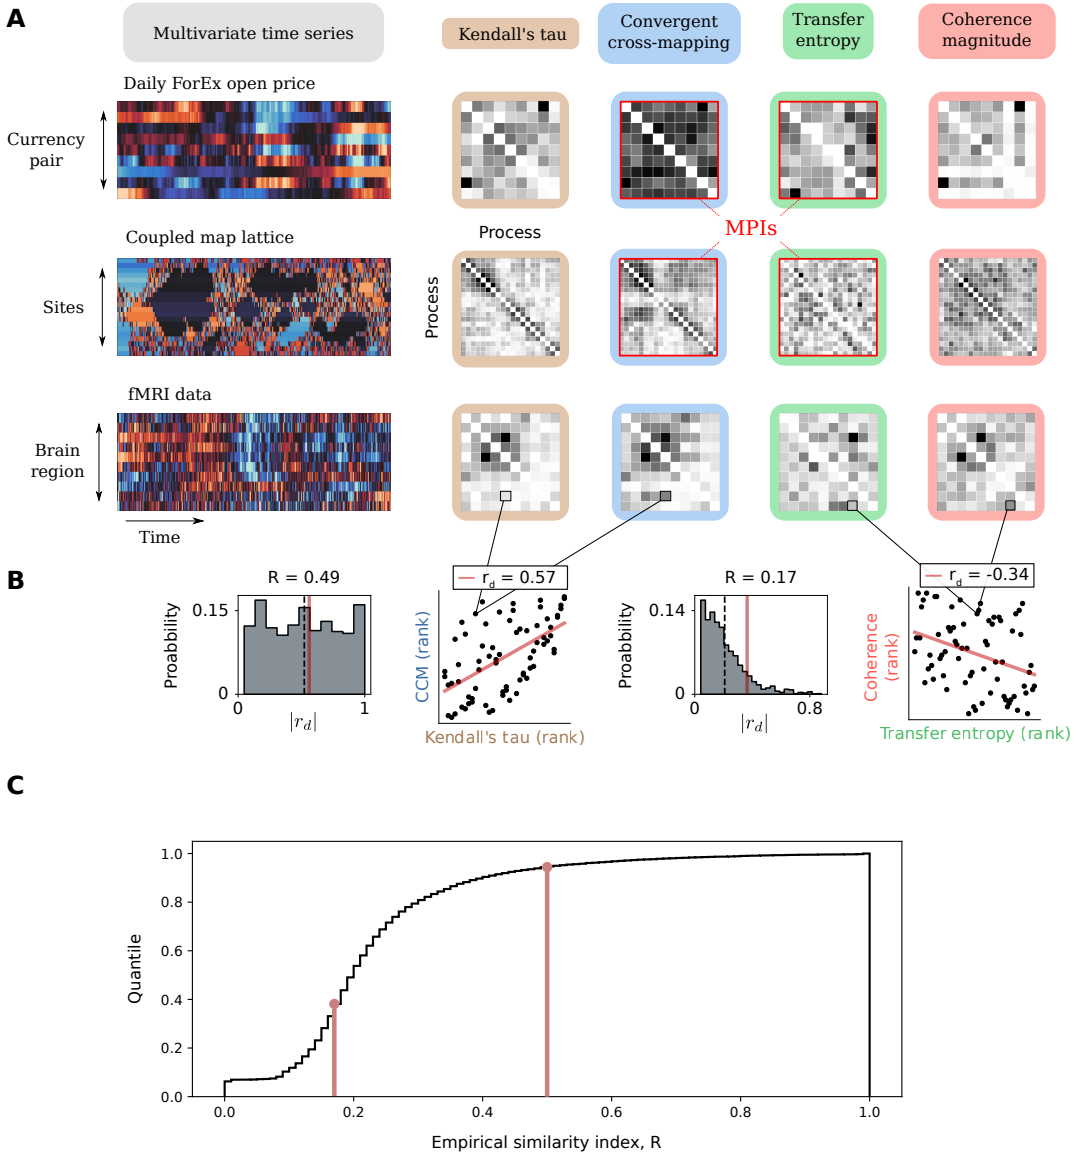 A
Multivariate time series
Kendall's tau
Convergent
cross-mapping
Transfer
entropy
Coherence
magnitude
Daily ForEx open price
Currency
pair
MPIs
Process
Process
Coupled map lattice
Sites
fMRI data
Brain
region
Time
B
R = 0.49
Proabbility
0.15
0
0
1
|r_d|
r_d = 0.57
CCM (rank)
Kendall's tau (rank)
R = 0.17
Probability
0.14
0
0
0.8
|r_d|
r_d = -0.34
Coherence
(rank)
Transfer entropy (rank)
C
Quantile
1.0
0.8
0.6
0.4
0.2
0.0
0.0
0.2
0.4
0.6
0.8
1.0
Empirical similarity index, R